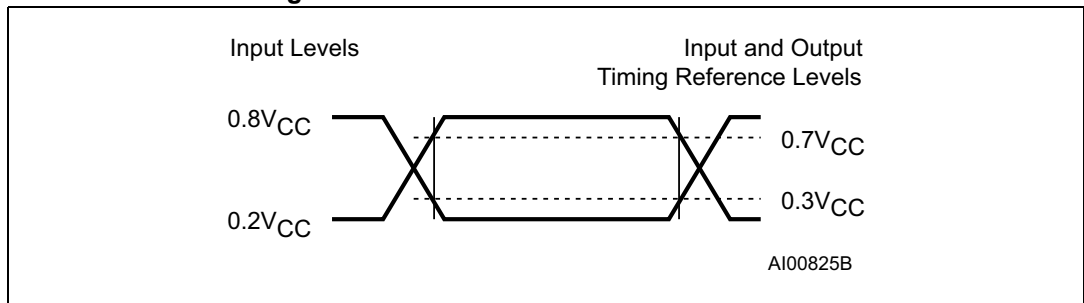 Input Levels
Input and Output
Timing Reference Levels
0.8VCC
0.7VCC
0.3VCC
0.2VCC
AI00825B